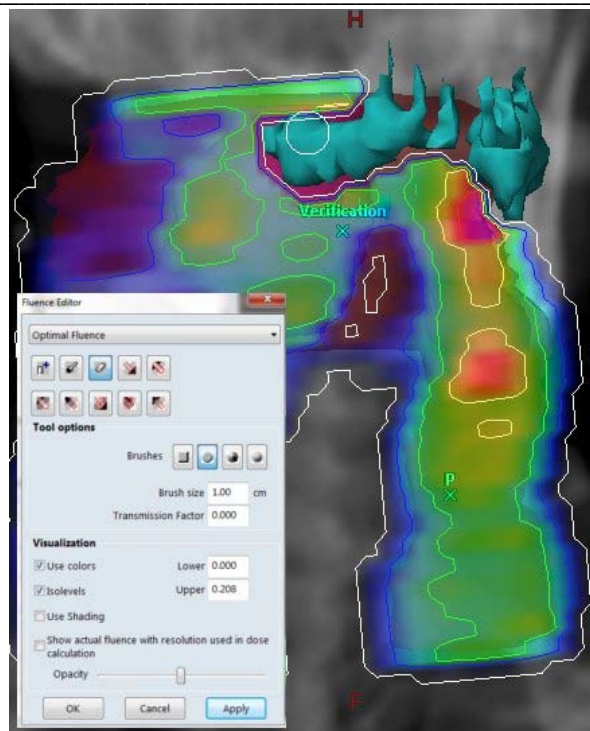 H
Verification
Fluence Editor
Optimal Fluence
Tool options
Brushes
Brush size 1.00 cm
Transmission Factor 0.000
Visualization
Use colors Lower 0.000
Isolevels Upper 0.208
Use Shading
Show actual fluence with resolution used in dose
calculation
Opacity
OK Cancel Apply
P
F